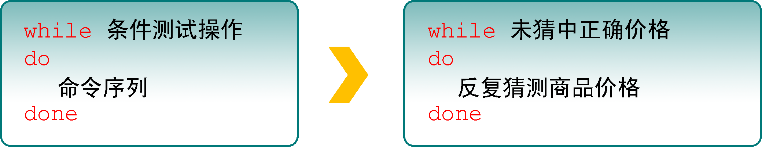 while 条件测试操作
do
命令序列
done
while 未猜中正确价格
do
反复猜测商品价格
done